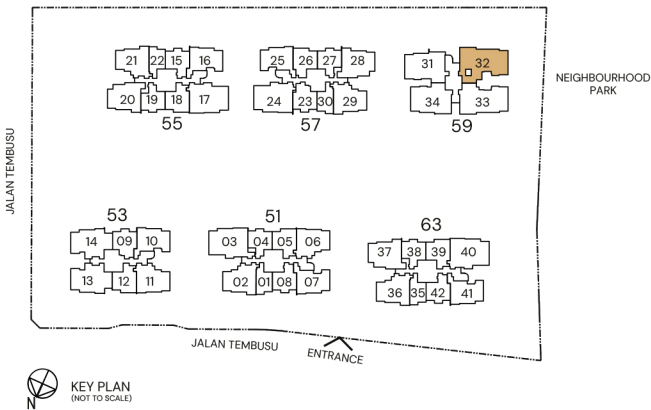 21 22 15 16
25 26 27 28
31 32
NEIGHBOURHOOD
PARK
20 19 18 17
24 23 30 29
34 33
55
57
59
JALAN TEMBUSU
53
51
63
14 09 10
03 04 05 06
37 38 39 40
13 12 11
02 01 08 07
36 35 42 41
JALAN TEMBUSU
ENTRANCE
N
KEY PLAN
(NOT TO SCALE)